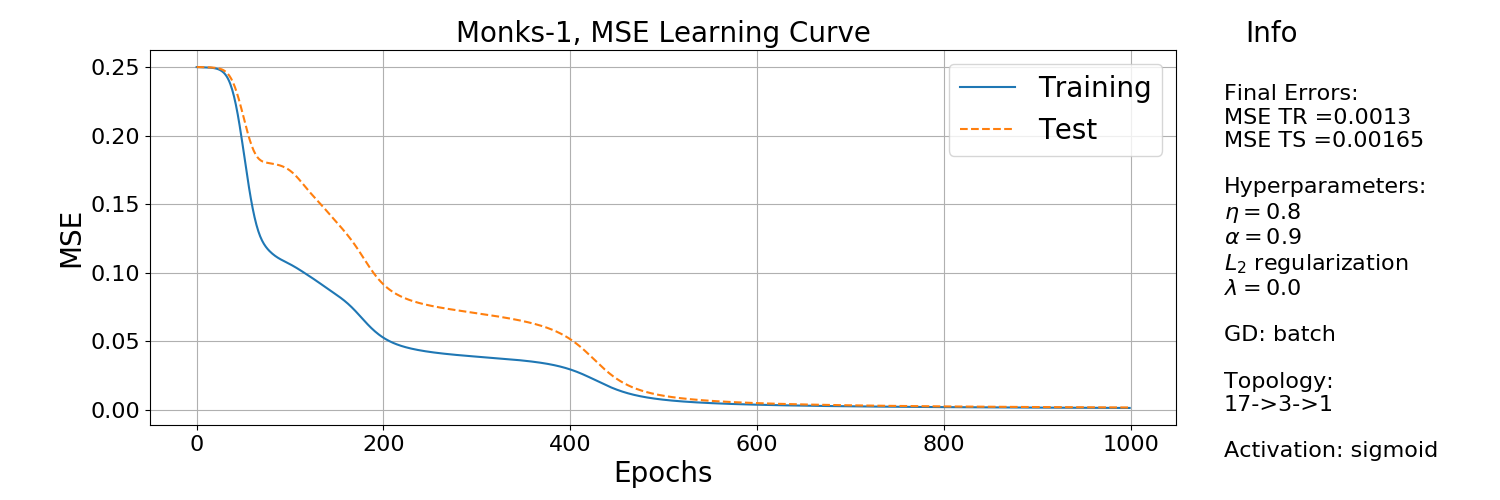 Monks-1, MSE Learning Curve
MSE
0.25
0.20
0.15
0.10
0.05
0.00
0 200 400 600 800 1000
Epochs
Training
Test
Info
Final Errors:
MSE TR =0.0013
MSE TS =0.00165
Hyperparameters:
η = 0.8
α = 0.9
L₂ regularization
λ = 0.0
GD: batch
Topology:
17->3->1
Activation: sigmoid